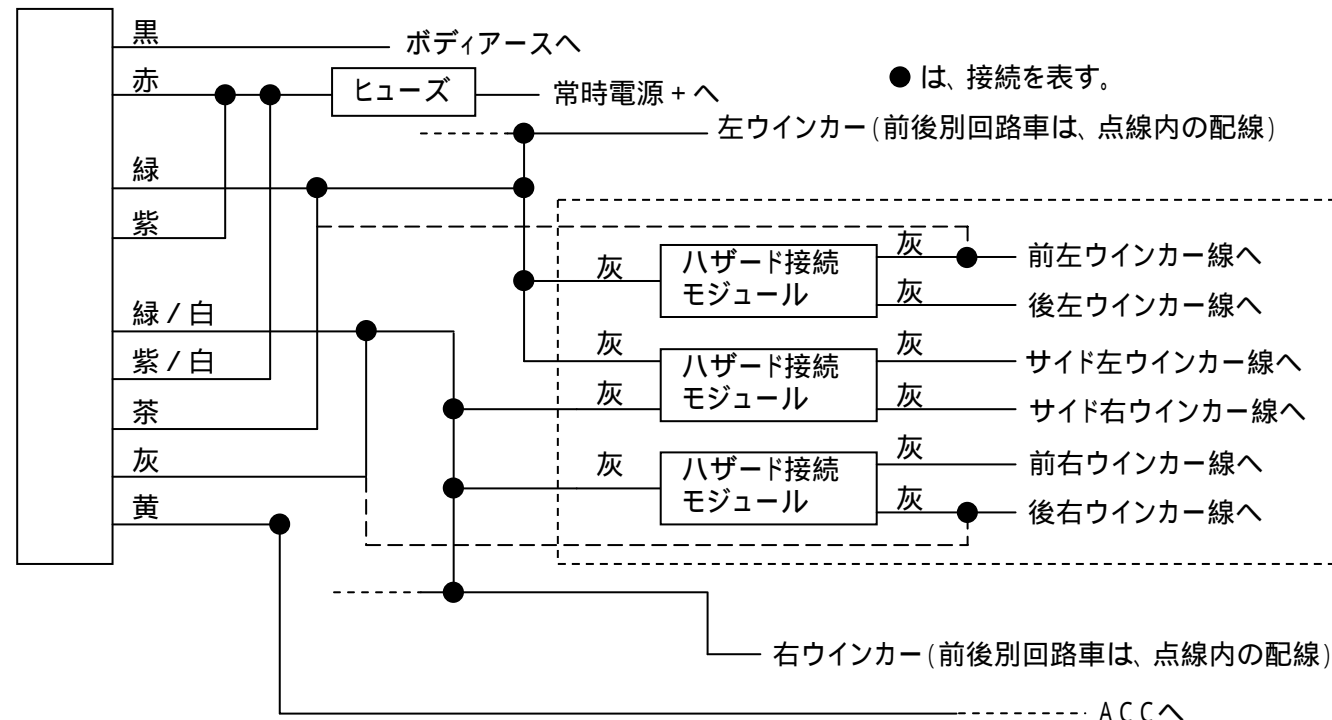 黒
ボディアースへ
赤
ヒューズ
常時電源+へ
●は、接続を表す。
左ウインカー(前後別回路車は、点線内の配線)
緑
紫
灰
ハザード接続
モジュール
灰
前左ウインカー線へ
灰
後左ウインカー線へ
緑/白
紫/白
灰
ハザード接続
モジュール
灰
サイド左ウインカー線へ
灰
灰
サイド右ウインカー線へ
茶
灰
灰
ハザード接続
モジュール
灰
前右ウインカー線へ
灰
後右ウインカー線へ
黄
右ウインカー(前後別回路車は、点線内の配線)
ACCへ